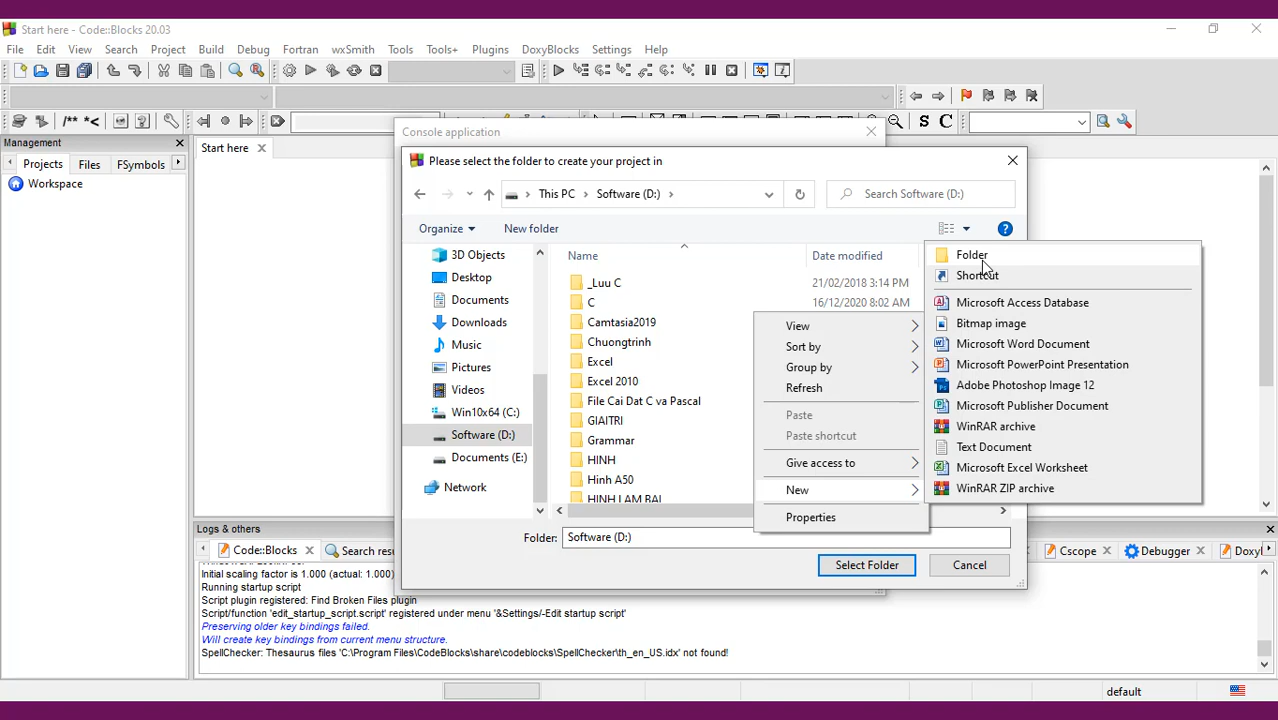 Start here - Code::Blocks 20.03
File Edit View Search Project Build Debug Fortran wxSmith Tools Tools+ Plugins DoxyBlocks Settings Help
/** *< S C
Management
Projects Files FSymbols
Workspace
Start here
Console application
Please select the folder to create your project in
This PC Software (D:)
Search Software (D:)
Organize New folder
3D Objects
Desktop
Documents
Downloads
Music
Pictures
Videos
Win10x64 (C:)
Software (D:)
Documents (E:)
Network
Name Date modified
_Luu C 21/02/2018 3:14 PM
C 16/12/2020 8:02 AM
Camtasia2019
Chuongtrinh
Excel
Excel 2010
File Cai Dat C va Pascal
GIAITRI
Grammar
HINH
Hinh A50
HINH LAM BAI
View
Sort by
Group by
Refresh
Paste
Paste shortcut
Give access to
New
Properties
Folder
Shortcut
Microsoft Access Database
Bitmap image
Microsoft Word Document
Microsoft PowerPoint Presentation
Adobe Photoshop Image 12
Microsoft Publisher Document
WinRAR archive
Text Document
Microsoft Excel Worksheet
WinRAR ZIP archive
Folder: Software (D:)
Select Folder Cancel
Logs & others
Code::Blocks Search resu Cscope Debugger Doxyl
Initial scaling factor is 1.000 (actual: 1.000)
Running startup script
Script plugin registered: Find Broken Files plugin
Script/function 'edit_startup_script.script' registered under menu '&Settings/-Edit startup script'
Preserving older key bindings failed.
Will create key bindings from current menu structure.
SpellChecker: Thesaurus files 'C:\Program Files\CodeBlocks\share\codeblocks\SpellChecker\th_en_US.idx' not found!
default